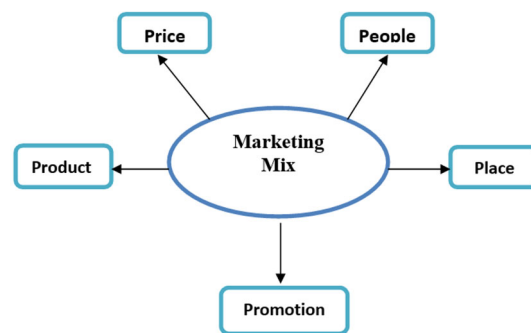 Price
People
Marketing
Mix
Product
Place
Promotion